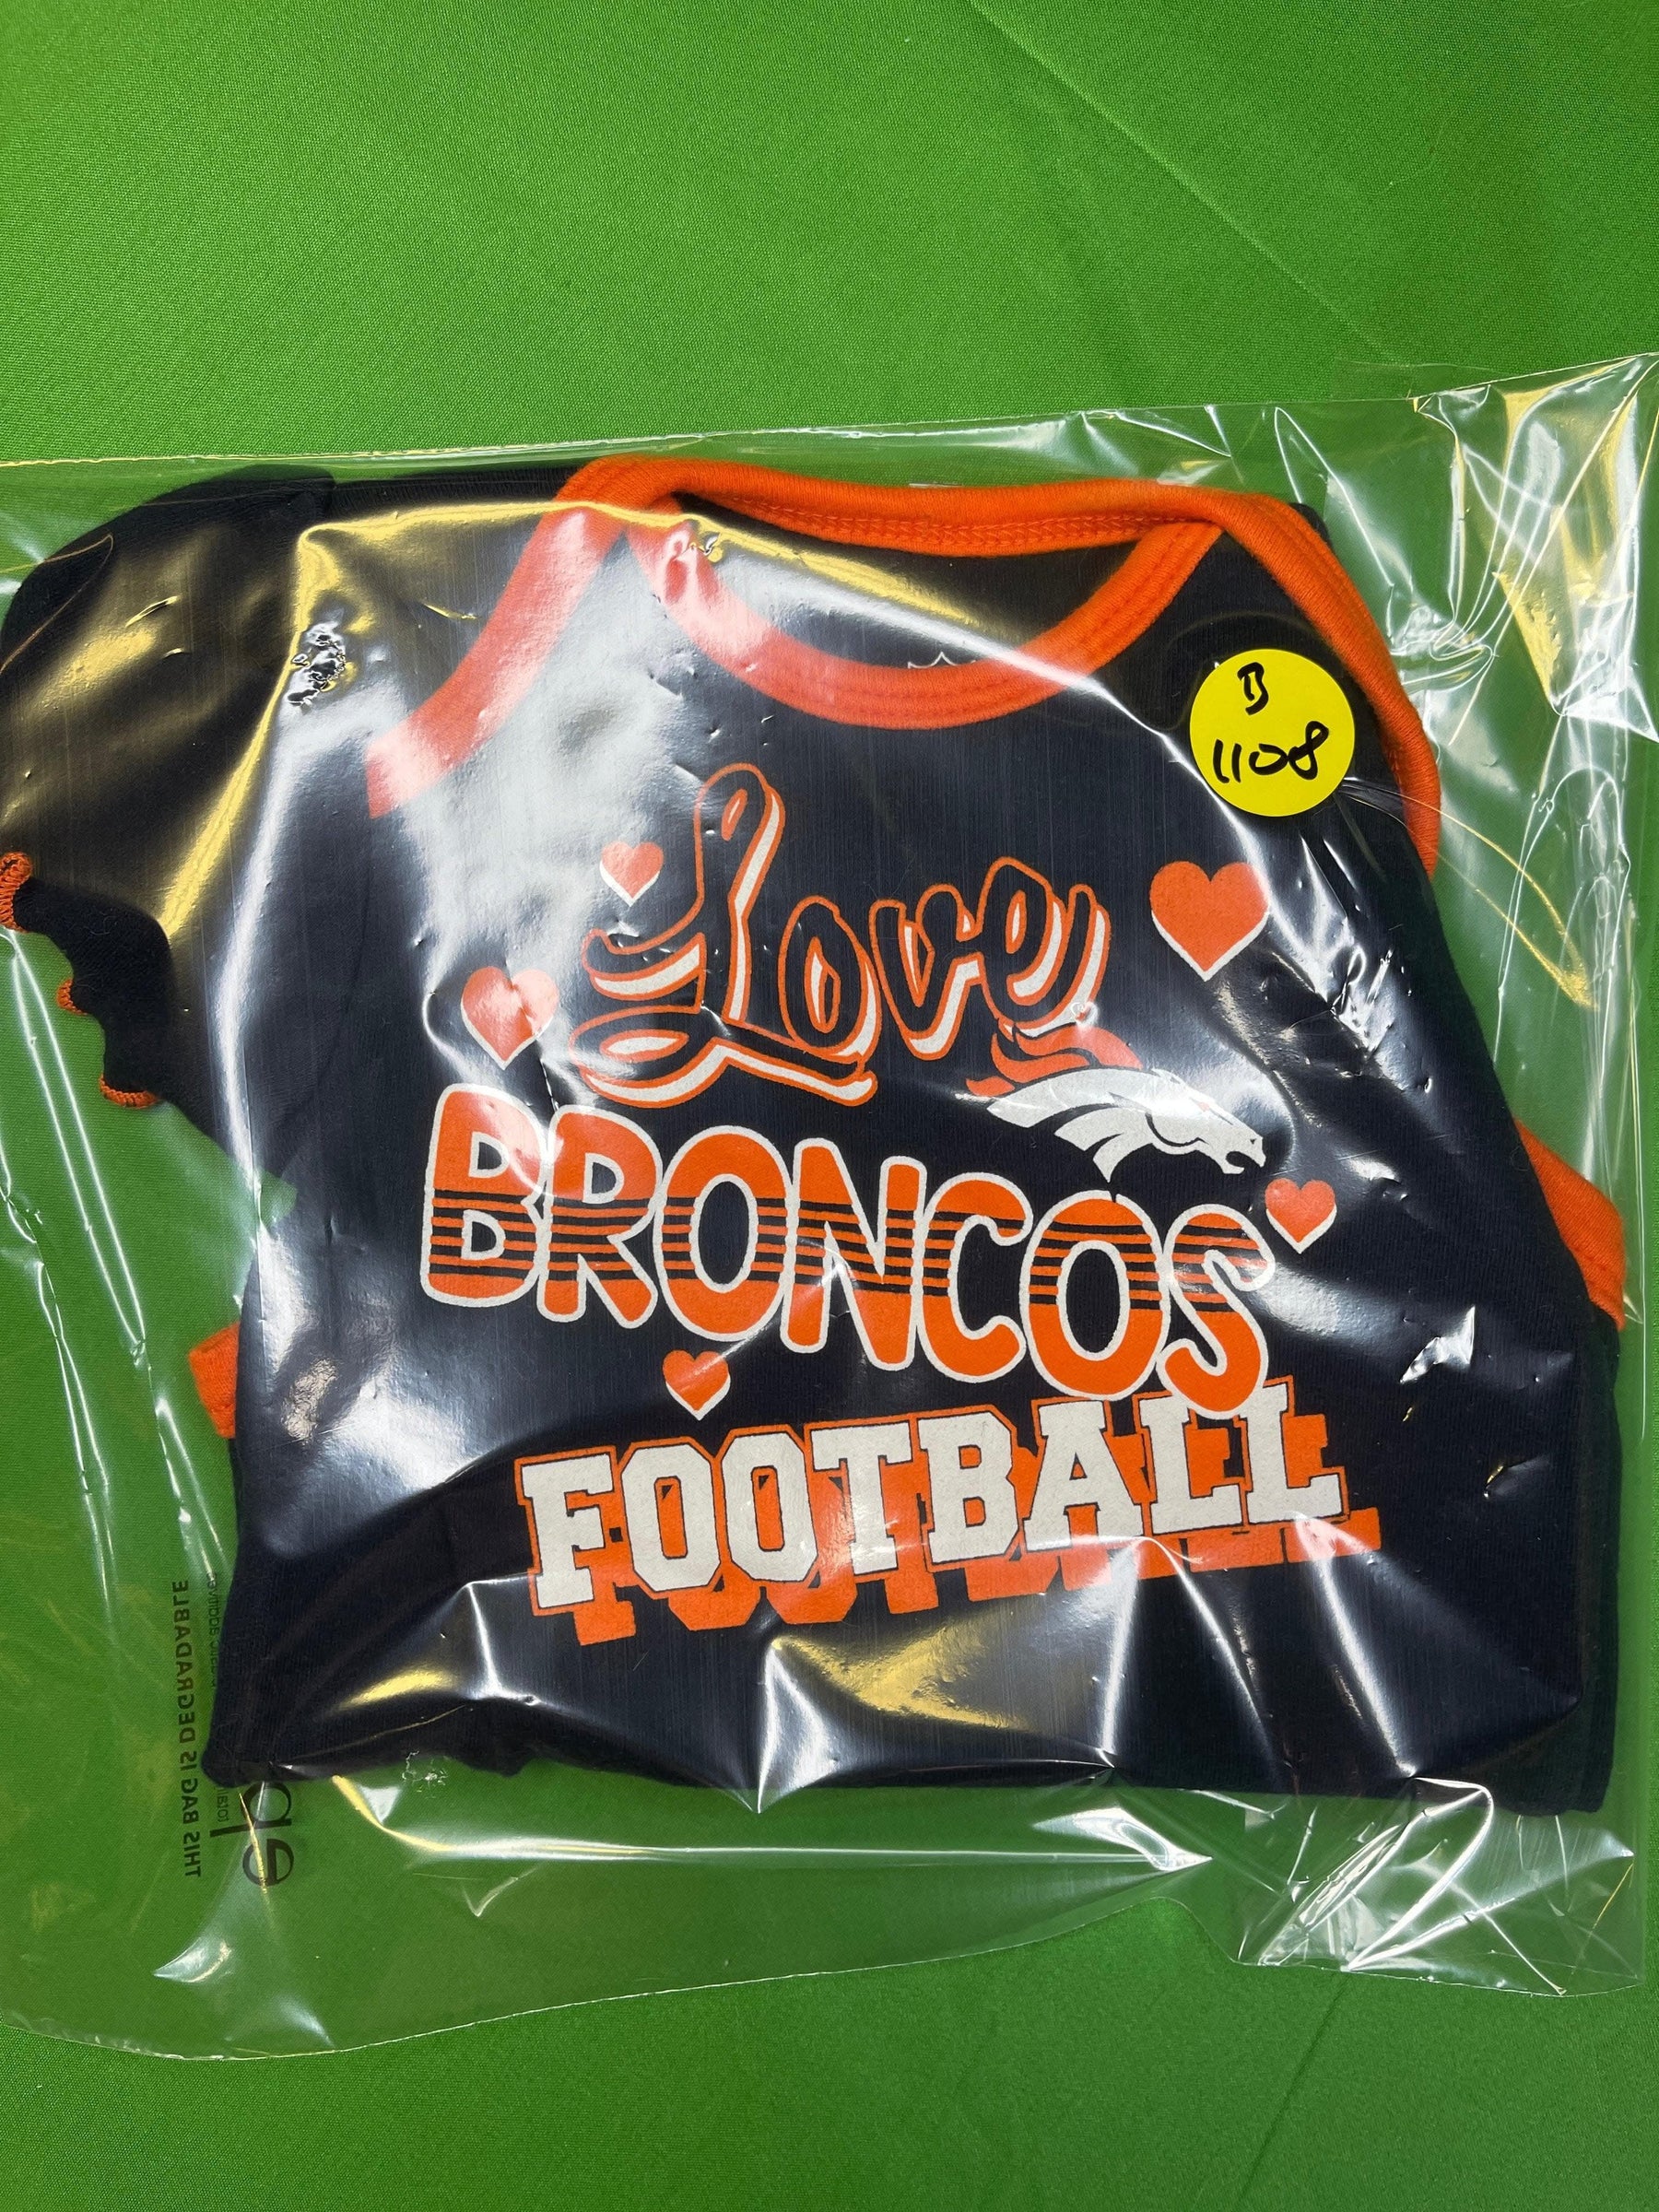 B
1108
Love
BRONCOS
FOOTBALL
THIS BAG IS DEGRADABLE